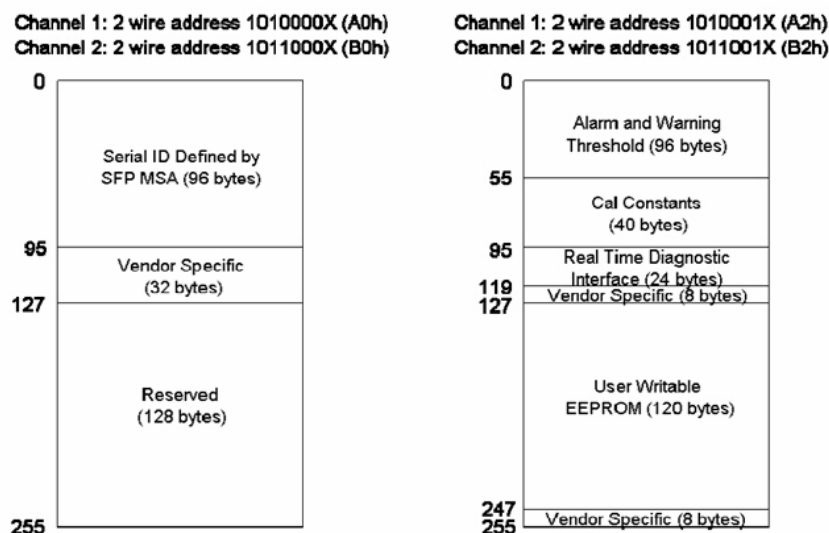 Channel 1: 2 wire address 1010000X (A0h)
Channel 2: 2 wire address 1011000X (B0h)
0
Serial ID Defined by
SFP MSA (96 bytes)
95
Vendor Specific
(32 bytes)
127
Reserved
(128 bytes)
255
Channel 1: 2 wire address 1010001X (A2h)
Channel 2: 2 wire address 1011001X (B2h)
0
Alarm and Warning
Threshold (96 bytes)
55
Cal Constants
(40 bytes)
95
Real Time Diagnostic
Interface (24 bytes)
119
Vendor Specific (8 bytes)
127
User Writable
EEPROM (120 bytes)
247
Vendor Specific (8 bytes)
255